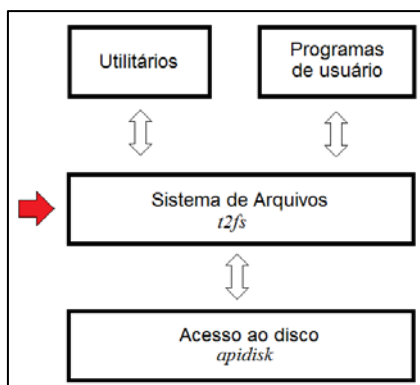 Utilitários
Programas
de usuário
Sistema de Arquivos
t2fs
Acesso ao disco
apidisk